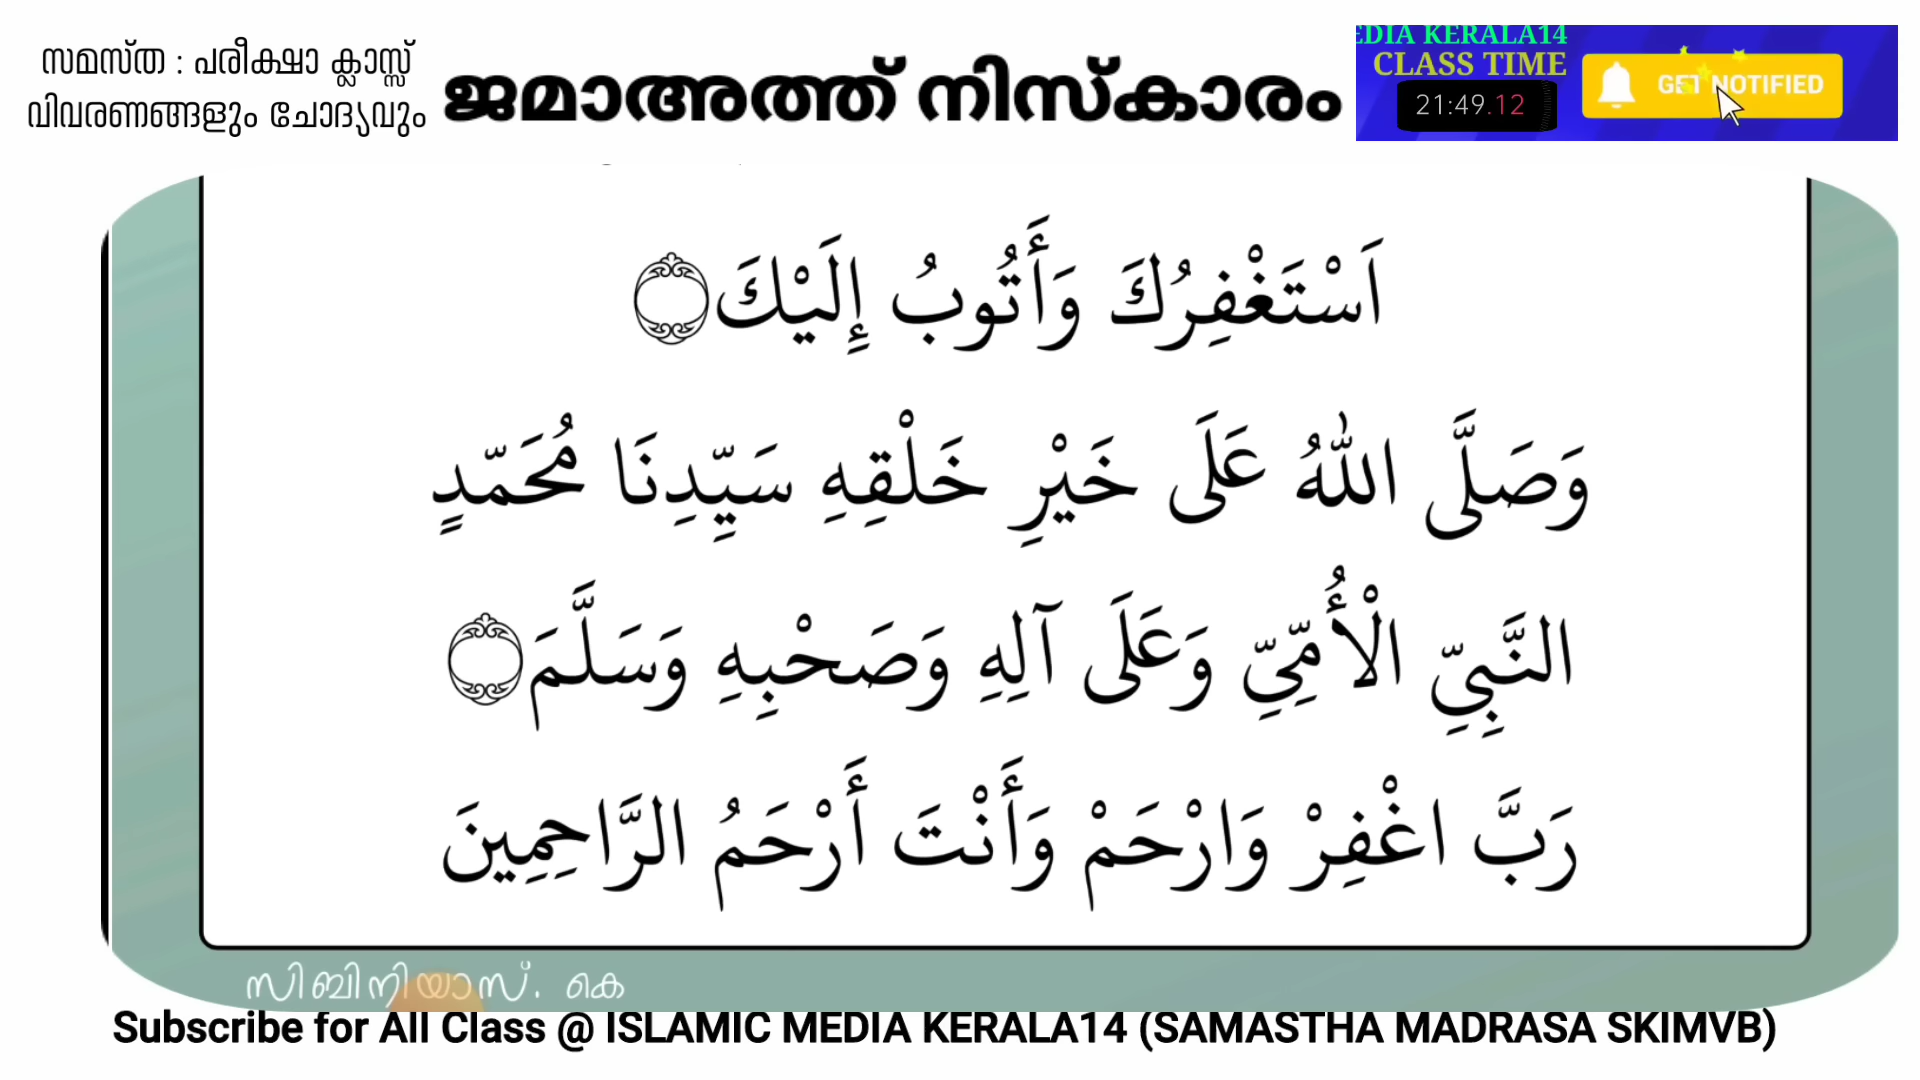 സമസ്ത : പരീക്ഷാ ക്ലാസ്സ്
വിവരണങ്ങളും ചോദ്യവും
ജമാഅത്ത് നിസ്കാരം
EDIA KERALA14
CLASS TIME
21:49.12
GET NOTIFIED
اَسْتَغْفِرُكَ وَأَتُوبُ إِلَيْكَ
وَصَلَّى اللهُ عَلَى خَيْرِ خَلْقِهِ سَيِّدِنَا مُحَمّدٍ
النَّبِيِّ الْأُمِّيِّ وَعَلَى آلِهِ وَصَحْبِهِ وَسَلَّمَ
رَبَّ اغْفِرْ وَارْحَمْ وَأَنْتَ أَرْحَمُ الرَّاحِمِينَ
സിബിനിയാസ്. കെ
Subscribe for All Class @ ISLAMIC MEDIA KERALA14 (SAMASTHA MADRASA SKIMVB)